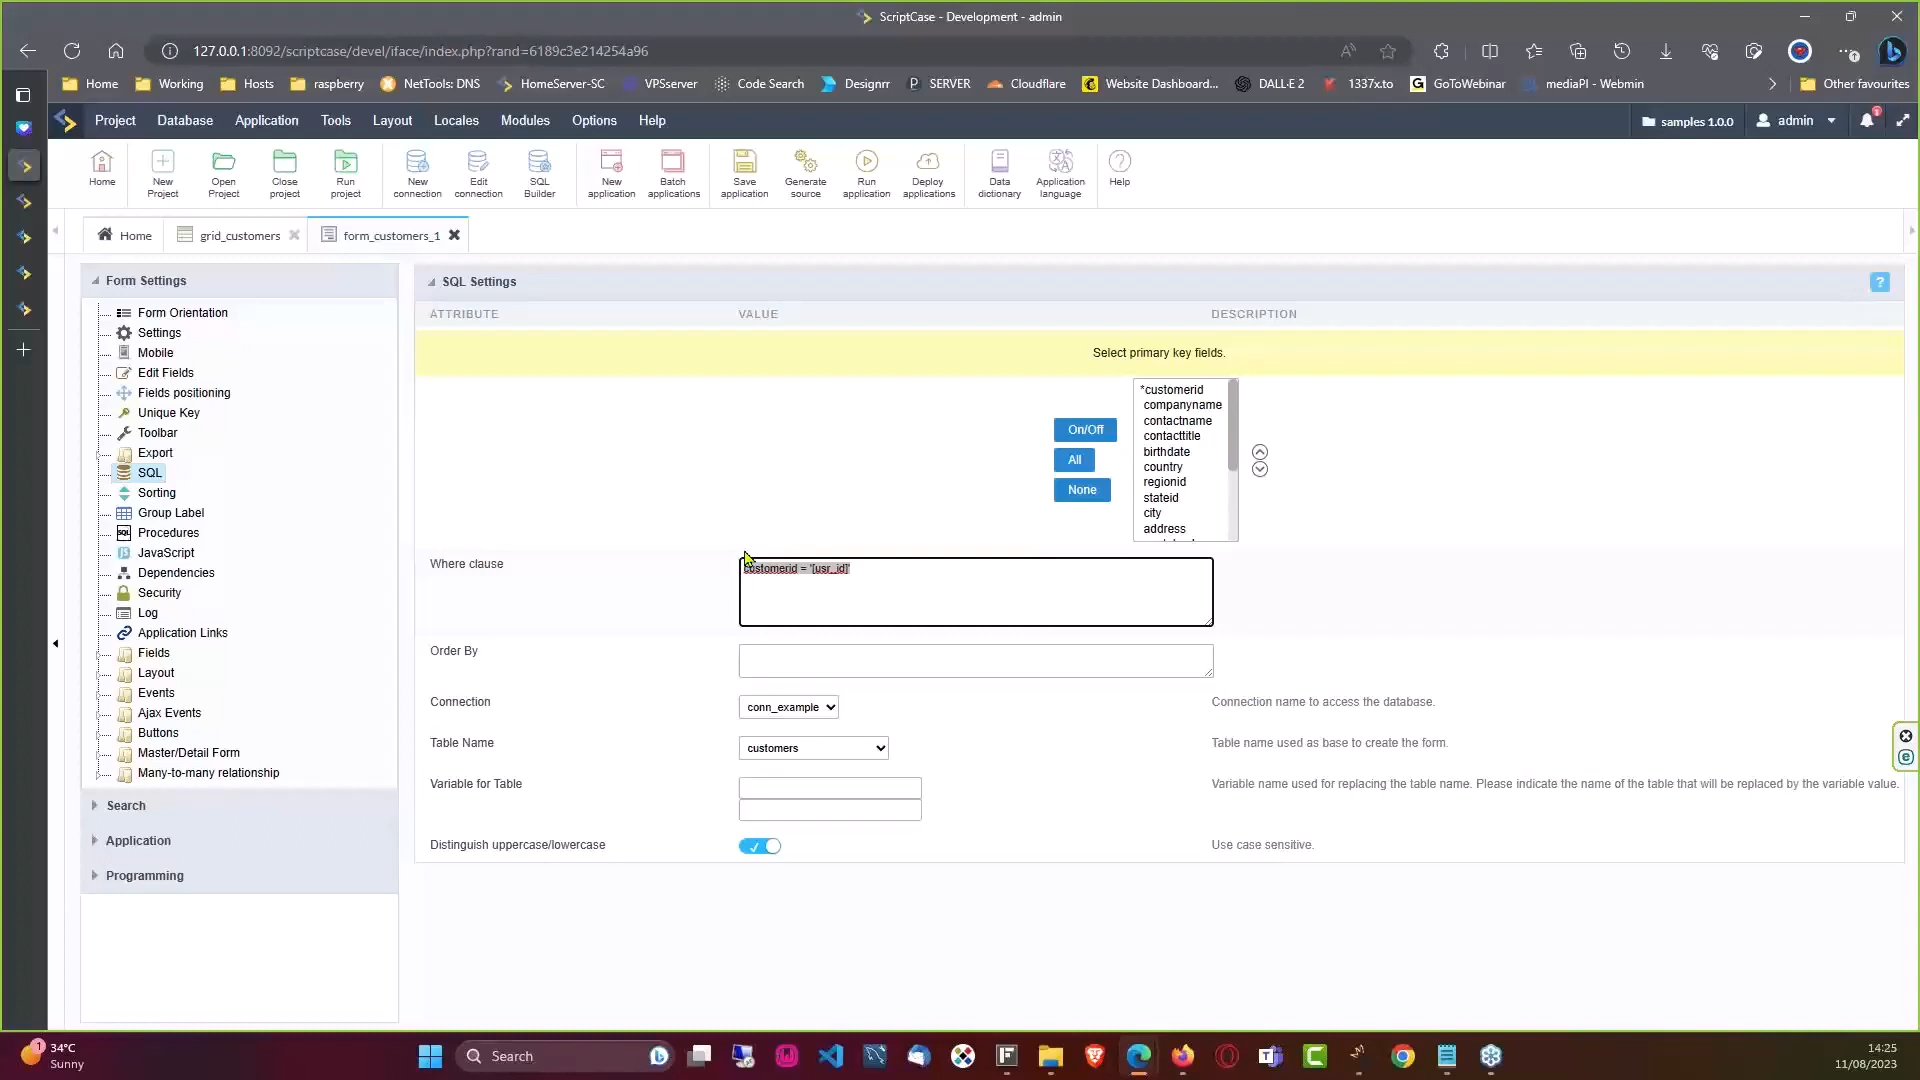 ScriptCase - Development - admin
127.0.0.1:8092/scriptcase/devel/iface/index.php?rand=6189c3e214254a96
Home Working Hosts raspberry NetTools: DNS HomeServer-SC VPSserver Code Search Designrr SERVER Cloudflare Website Dashboard... DALL·E 2 1337x.to GoToWebinar mediaPI - Webmin Other favourites
Project Database Application Tools Layout Locales Modules Options Help samples 1.0.0 admin
Home
New Project
Open Project
Close project
Run project
New connection
Edit connection
SQL Builder
New application
Batch applications
Save application
Generate source
Run application
Deploy applications
Data dictionary
Application language
Help
Home grid_customers form_customers_1
Form Settings
Form Orientation
Settings
Mobile
Edit Fields
Fields positioning
Unique Key
Toolbar
Export
SQL
Sorting
Group Label
Procedures
JavaScript
Dependencies
Security
Log
Application Links
Fields
Layout
Events
Ajax Events
Buttons
Master/Detail Form
Many-to-many relationship
Search
Application
Programming
SQL Settings
ATTRIBUTE VALUE DESCRIPTION
Select primary key fields.
On/Off
All
None
*customerid
companyname
contactname
contacttitle
birthdate
country
regionid
stateid
city
address
Where clause
customerid = '[usr_id]'
Order By
Connection conn_example Connection name to access the database.
Table Name customers Table name used as base to create the form.
Variable for Table Variable name used for replacing the table name. Please indicate the name of the table that will be replaced by the variable value.
Distinguish uppercase/lowercase Use case sensitive.
34°C
Sunny
Search
14:25
11/08/2023